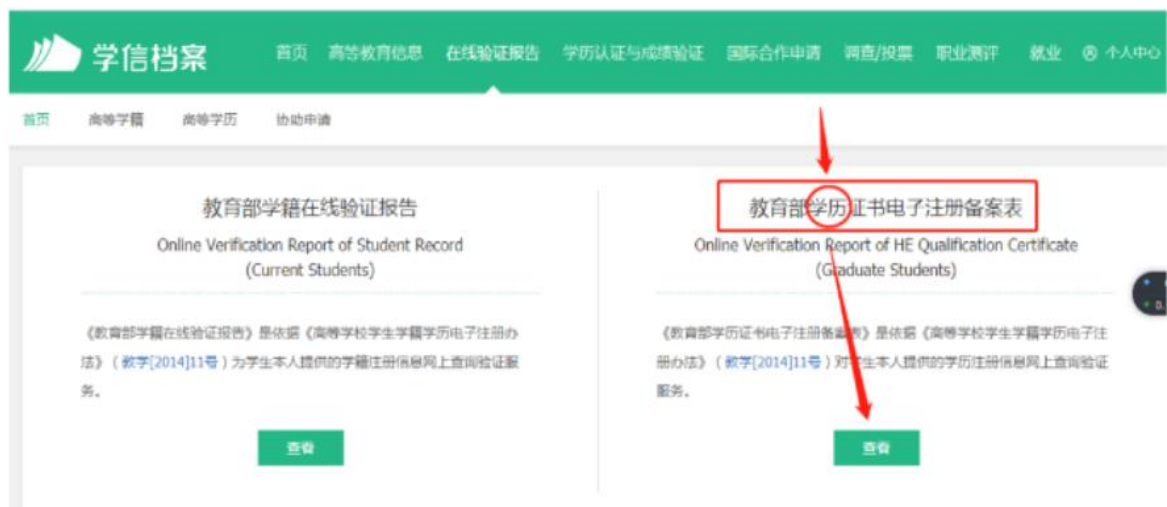 学信档案
首页 高等教育信息 在线验证报告 学历认证与成绩验证 国际合作申请 调查/投票 职业测评 就业 个人中心
首页 高等学籍 高等学历 协助申请
教育部学籍在线验证报告
Online Verification Report of Student Record
(Current Students)
《教育部学籍在线验证报告》是依据《高等学校学生学籍学历电子注册办
法》（教学[2014]11号）为学生本人提供的学籍注册信息网上查询验证服
务。
查看
教育部学历证书电子注册备案表
Online Verification Report of HE Qualification Certificate
(Graduate Students)
《教育部学历证书电子注册备案表》是依据《高等学校学生学籍学历电子注
册办法》（教学[2014]11号）对学生本人提供的学历注册信息网上查询验证
服务。
查看